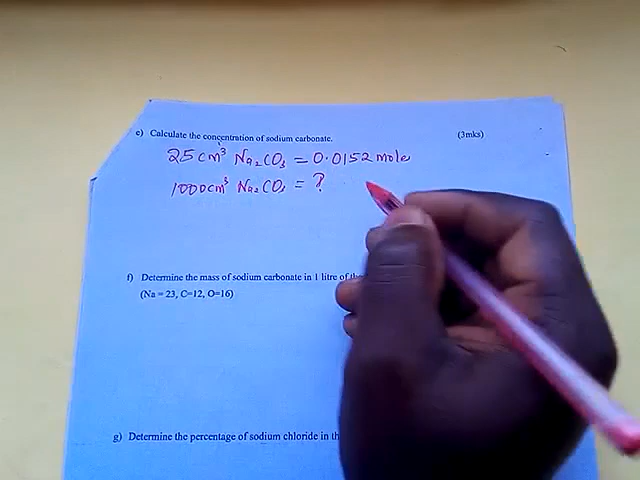 e) Calculate the concentration of sodium carbonate. (3mks)
25cm³ Na₂CO₃ = 0.0152 mole
1000cm³ Na₂CO₃ = ?
f) Determine the mass of sodium carbonate in 1 litre of the
(Na = 23, C=12, O=16)
g) Determine the percentage of sodium chloride in th